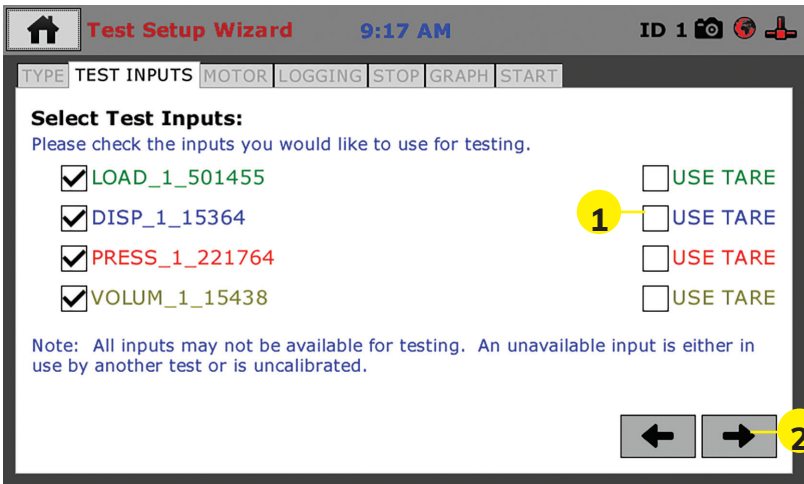 Test Setup Wizard 9:17 AM ID 1
TYPE TEST INPUTS MOTOR LOGGING STOP GRAPH START
Select Test Inputs:
Please check the inputs you would like to use for testing.
LOAD_1_501455 USE TARE
DISP_1_15364 1 USE TARE
PRESS_1_221764 USE TARE
VOLUM_1_15438 USE TARE
Note: All inputs may not be available for testing. An unavailable input is either in
use by another test or is uncalibrated.
2